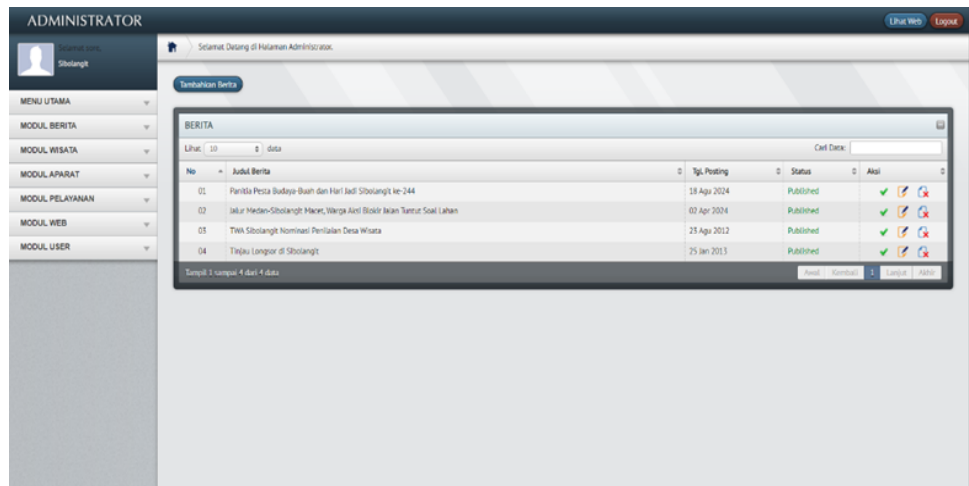 ADMINISTRATOR
Lihat Web Logout
Selamat
Sibolangit
Selamat Datang di Halaman Administrator.
Tambahkan Berita
MENU UTAMA
MODUL BERITA
MODUL WISATA
MODUL APARAT
MODUL PELAYANAN
MODUL WEB
MODUL USER
BERITA
Lihat 10 data Cari Data:
No Judul Berita Tgl. Posting Status Aksi
01 Panitia Pesta Budaya-Buah dan Hari Jadi Sibolangit ke-244 18 Agu 2024 Published
02 Jalur Medan-Sibolangit Macet, Warga Aksi Blokir Jalan Tuntut Soal Lahan 02 Apr 2024 Published
03 TWA Sibolangit Nominasi Penilaian Desa Wisata 23 Agu 2012 Published
04 Tinjau Longsor di Sibolangit 25 Jan 2013 Published
Tampil 1 sampai 4 dari 4 data Awal Kembali 1 Lanjut Akhir